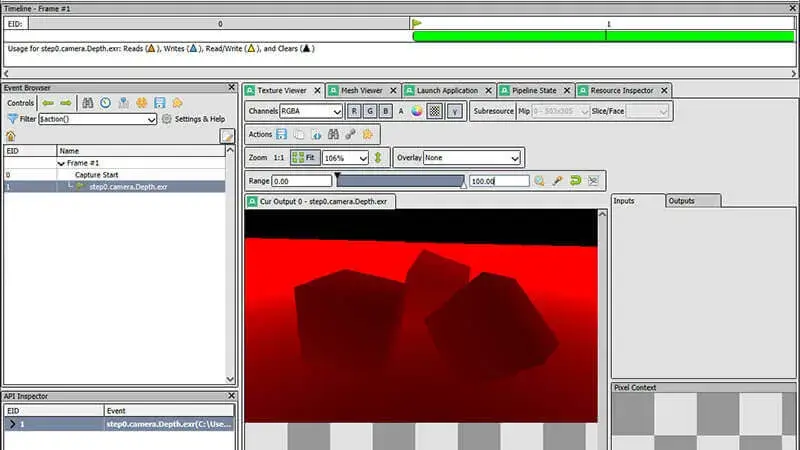 Timeline - Frame #1
EID: 0 1
Usage for step0.camera.Depth.exr: Reads ( ), Writes ( ), Read/Write ( ), and Clears ( )
Event Browser
Controls
Filter $action()
Settings & Help
EID Name
Frame #1
0 Capture Start
1 step0.camera.Depth.exr
API Inspector
EID Event
1 step0.camera.Depth.exr(C:\Use...
Texture Viewer Mesh Viewer Launch Application Pipeline State Resource Inspector
Channels RGBA R G B A γ Subresource Mip 0 - 503x305 Slice/Face
Actions
Zoom 1:1 Fit 106% Overlay None
Range 0.00 100.00
Cur Output 0 - step0.camera.Depth.exr
Inputs Outputs
Pixel Context